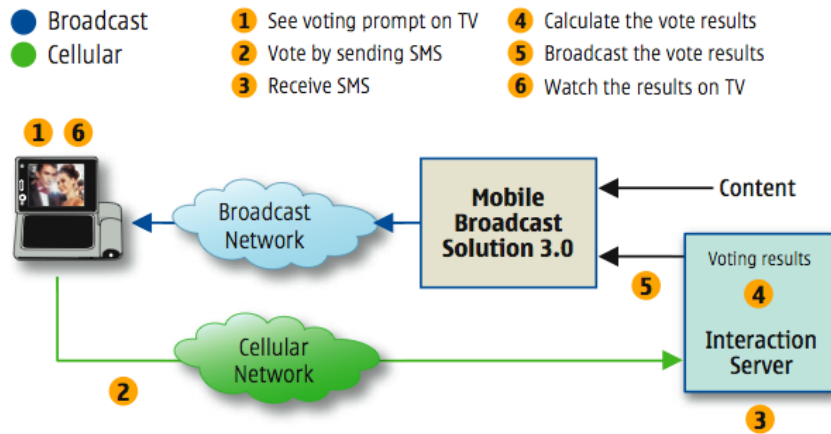 Broadcast
Cellular
1 See voting prompt on TV
2 Vote by sending SMS
3 Receive SMS
4 Calculate the vote results
5 Broadcast the vote results
6 Watch the results on TV
1 6
Broadcast
Network
Mobile
Broadcast
Solution 3.0
Content
5
Voting results
4
Interaction
Server
Cellular
Network
2
3